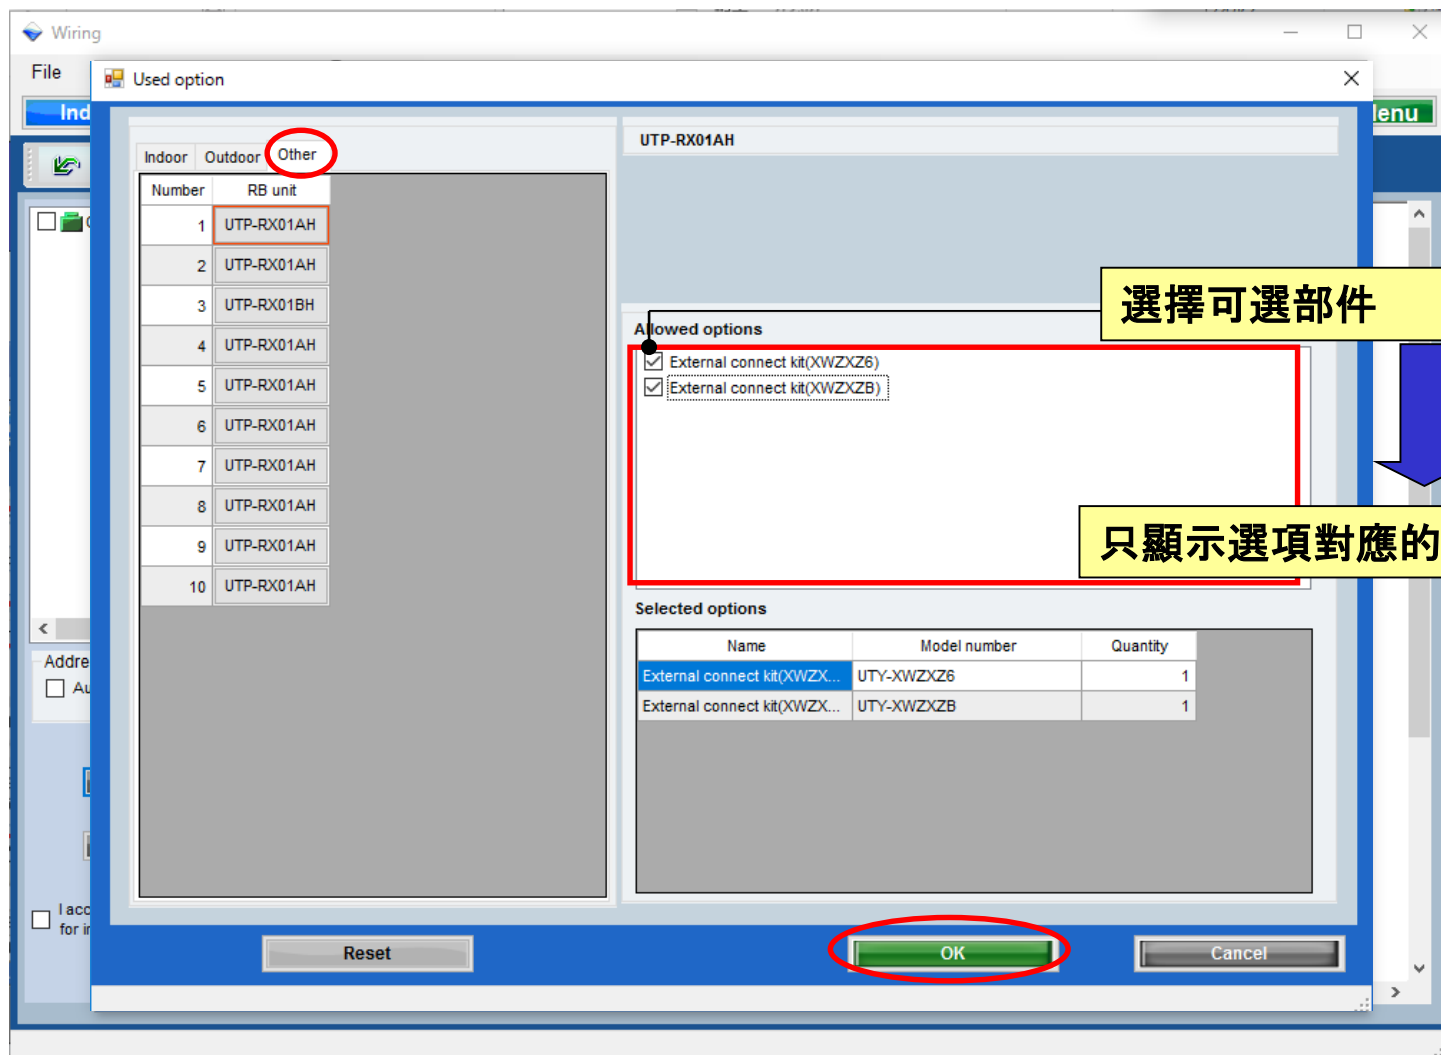 Wiring
File
Used option
Ind
enu
Indoor Outdoor Other
UTP-RX01AH
Number RB unit
1 UTP-RX01AH
2 UTP-RX01AH
3 UTP-RX01BH
4 UTP-RX01AH
5 UTP-RX01AH
6 UTP-RX01AH
7 UTP-RX01AH
8 UTP-RX01AH
9 UTP-RX01AH
10 UTP-RX01AH
選擇可選部件
Allowed options
External connect kit(XWZXZ6)
External connect kit(XWZXZB)
只顯示選項對應的
Selected options
Name Model number Quantity
External connect kit(XWZX... UTY-XWZXZ6 1
External connect kit(XWZX... UTY-XWZXZB 1
Addre
Au
I acc
for in
Reset OK Cancel